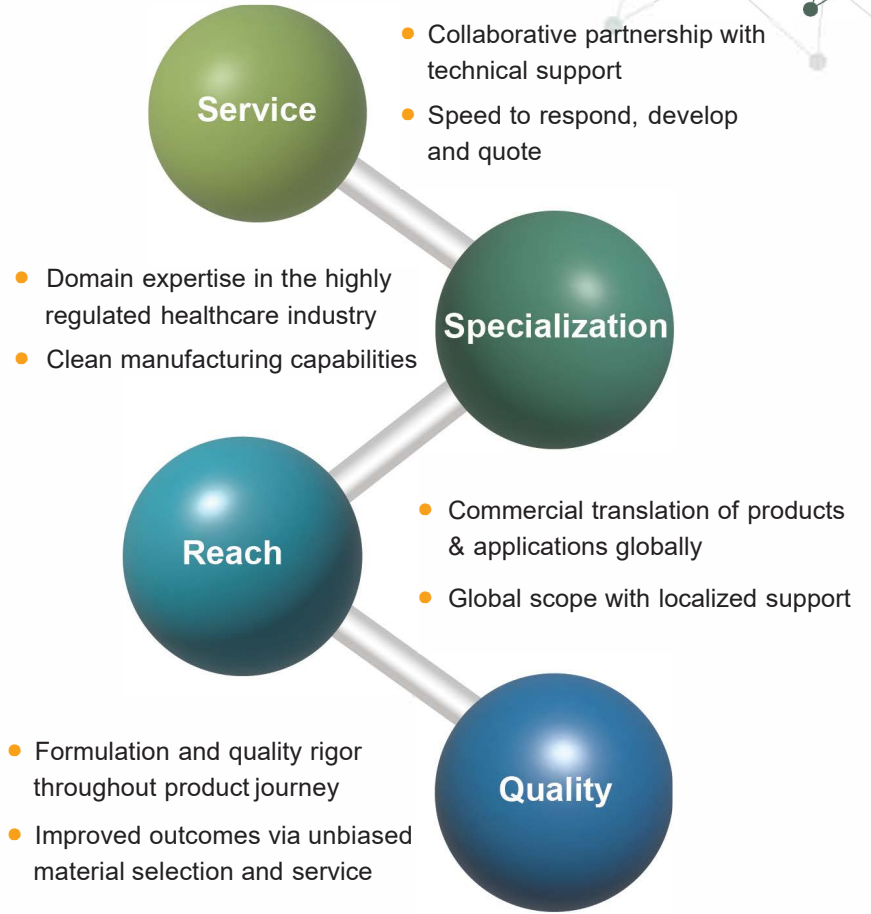 Service
Collaborative partnership with
technical support
Speed to respond, develop
and quote
Specialization
Domain expertise in the highly
regulated healthcare industry
Clean manufacturing capabilities
Reach
Commercial translation of products
& applications globally
Global scope with localized support
Quality
Formulation and quality rigor
throughout product journey
Improved outcomes via unbiased
material selection and service